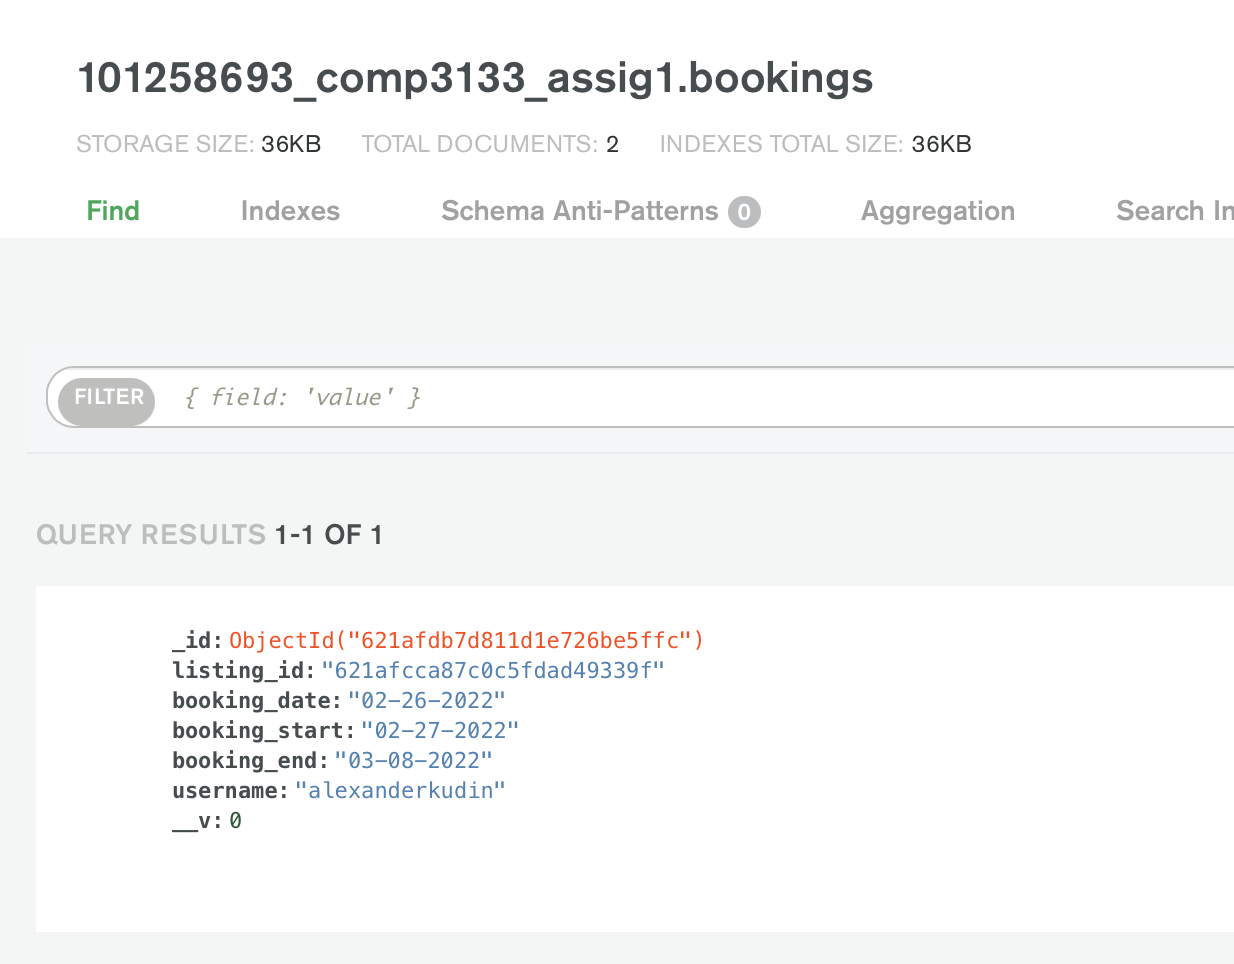 101258693_comp3133_assig1.bookings
STORAGE SIZE: 36KB TOTAL DOCUMENTS: 2 INDEXES TOTAL SIZE: 36KB
Find Indexes Schema Anti-Patterns 0 Aggregation Search In
FILTER { field: 'value' }
QUERY RESULTS 1-1 OF 1
_id: ObjectId("621afdb7d811d1e726be5ffc")
listing_id: "621afcca87c0c5fdad49339f"
booking_date: "02-26-2022"
booking_start: "02-27-2022"
booking_end: "03-08-2022"
username: "alexanderkudin"
__v: 0